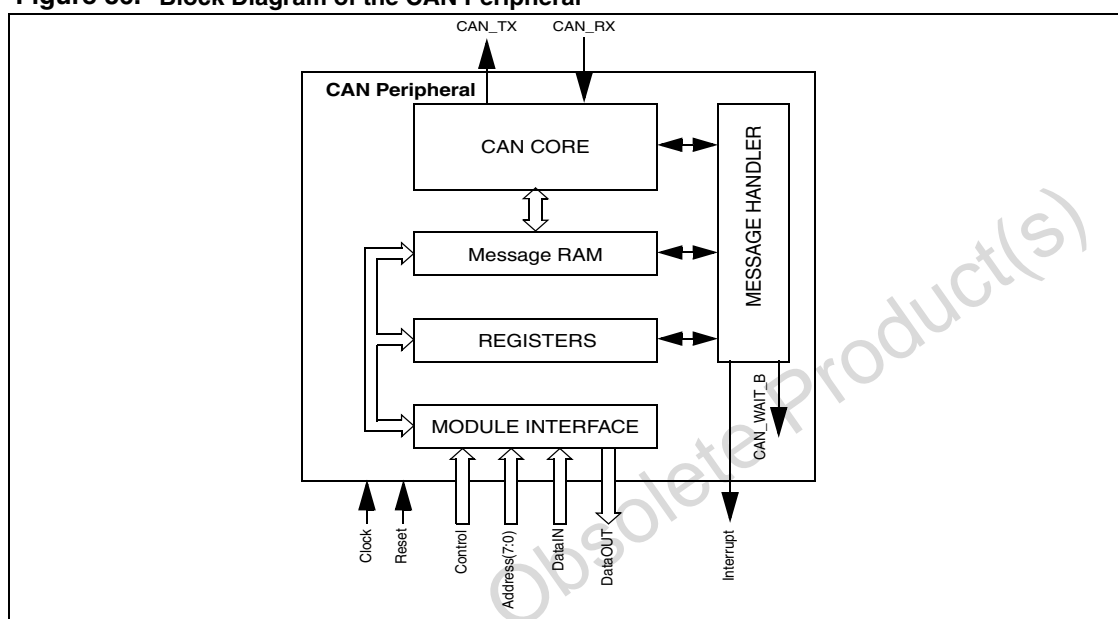 Figure 56. Block Diagram of the CAN Peripheral
CAN_TX CAN_RX
CAN Peripheral
CAN CORE
MESSAGE HANDLER
Message RAM
REGISTERS
MODULE INTERFACE
CAN_WAIT_B
Clock
Reset
Control
Address(7:0)
DataIN
DataOUT
Interrupt
Obsolete Product(s)